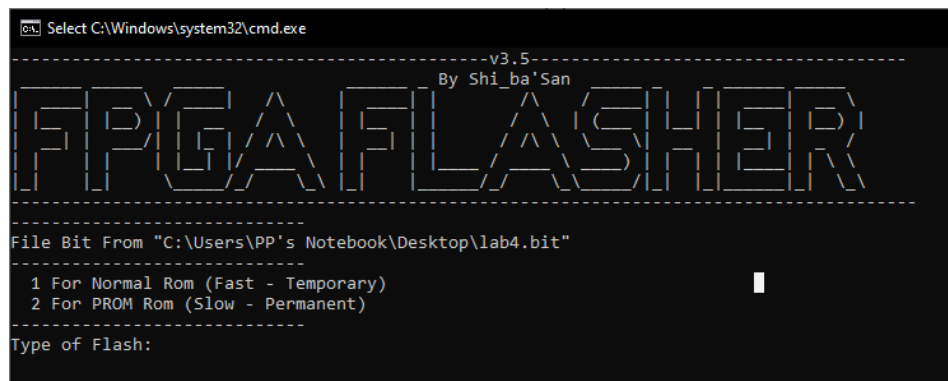 Select C:\Windows\system32\cmd.exe
v3.5
By Shi_ba'San
FPGA FLASHER
File Bit From "C:\Users\PP's Notebook\Desktop\lab4.bit"
1 For Normal Rom (Fast - Temporary)
2 For PROM Rom (Slow - Permanent)
Type of Flash: